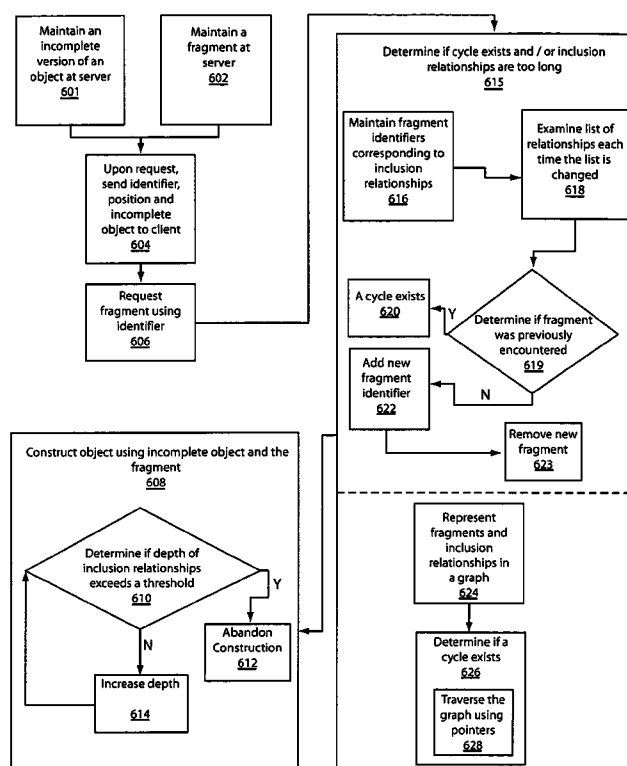 Maintain an
incomplete
version of an
object at server
601
Maintain a
fragment at
server
602
Upon request,
send identifier,
position and
incomplete
object to client
604
Request
fragment using
identifier
606
Determine if cycle exists and / or inclusion
relationships are too long
615
Maintain fragment
identifiers
corresponding to
inclusion
relationships
616
Examine list of
relationships each
time the list is
changed
618
Determine if fragment
was previously
encountered
619
Y
A cycle exists
620
N
Add new
fragment
identifier
622
Remove new
fragment
623
Construct object using incomplete object and the
fragment
608
Determine if depth of
inclusion relationships
exceeds a threshold
610
Y
Abandon
Construction
612
N
Increase depth
614
Represent
fragments and
inclusion
relationships in
a graph
624
Determine if a
cycle exists
626
Traverse the
graph using
pointers
628